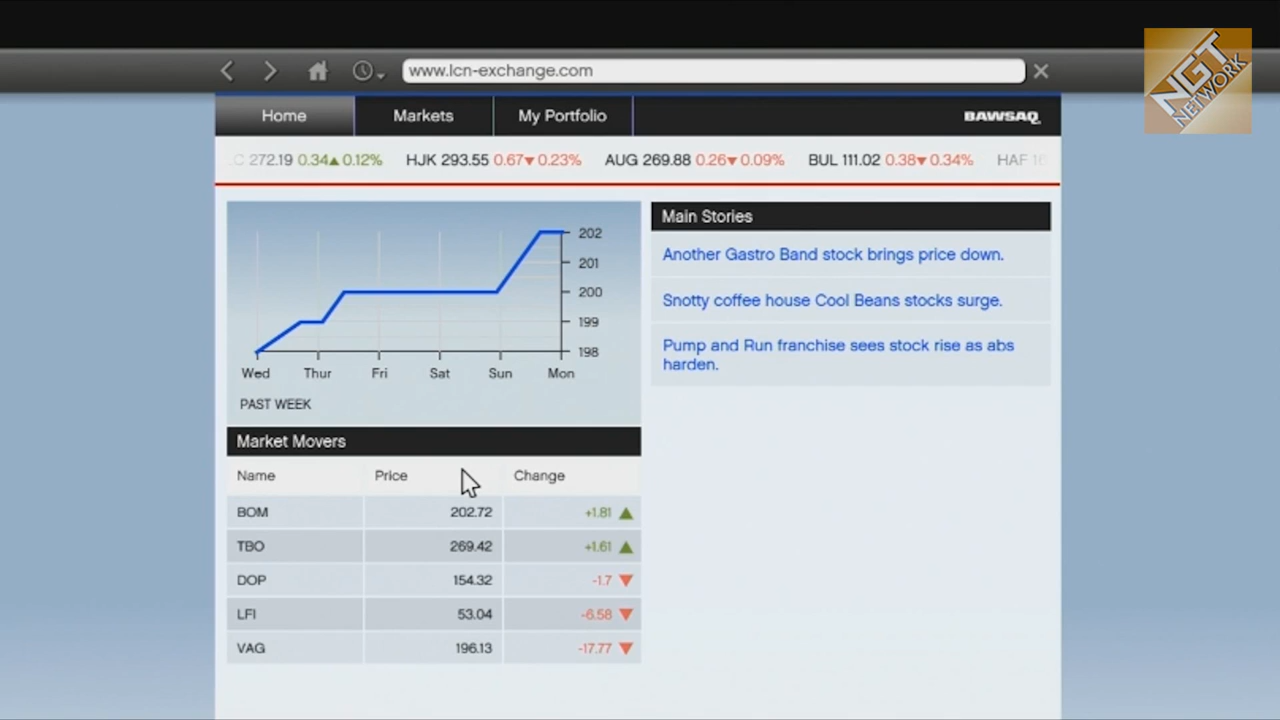 www.lcn-exchange.com
NGT
NETWORK
Home Markets My Portfolio BAWSAQ
C 272.19 0.34▲ 0.12% HJK 293.55 0.67▼ 0.23% AUG 269.88 0.26▼ 0.09% BUL 111.02 0.38▼ 0.34% HAF
202
201
200
199
198
Wed Thur Fri Sat Sun Mon
PAST WEEK
Main Stories
Another Gastro Band stock brings price down.
Snotty coffee house Cool Beans stocks surge.
Pump and Run franchise sees stock rise as abs
harden.
Market Movers
Name Price Change
BOM 202.72 +1.81 ▲
TBO 269.42 +1.61 ▲
DOP 154.32 -1.7 ▼
LFI 53.04 -6.58 ▼
VAG 196.13 -17.77 ▼